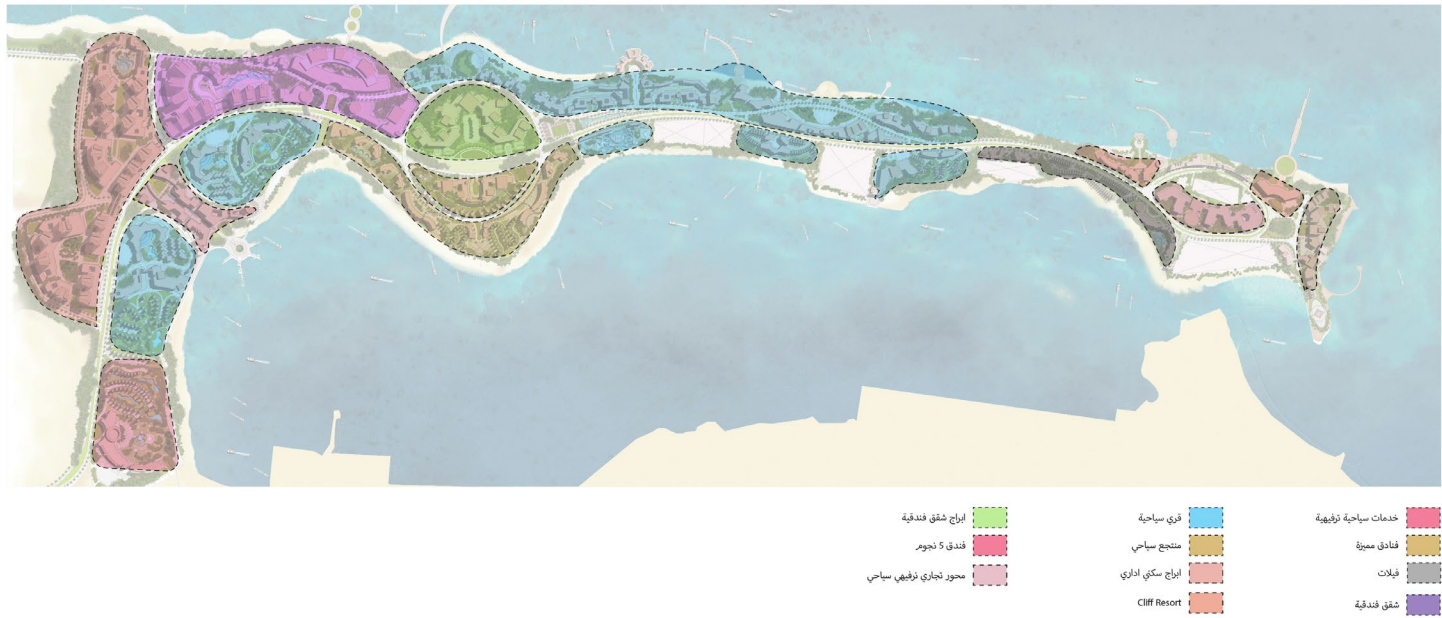 خدمات سياحية ترفيهية
فنادق مميزة
فيلات
شقق فندقية
قري سياحية
منتجع سياحي
ابراج سكني اداري
Cliff Resort
ابراج شقق فندقية
فندق 5 نجوم
محور تجاري ترفيهي سياحي